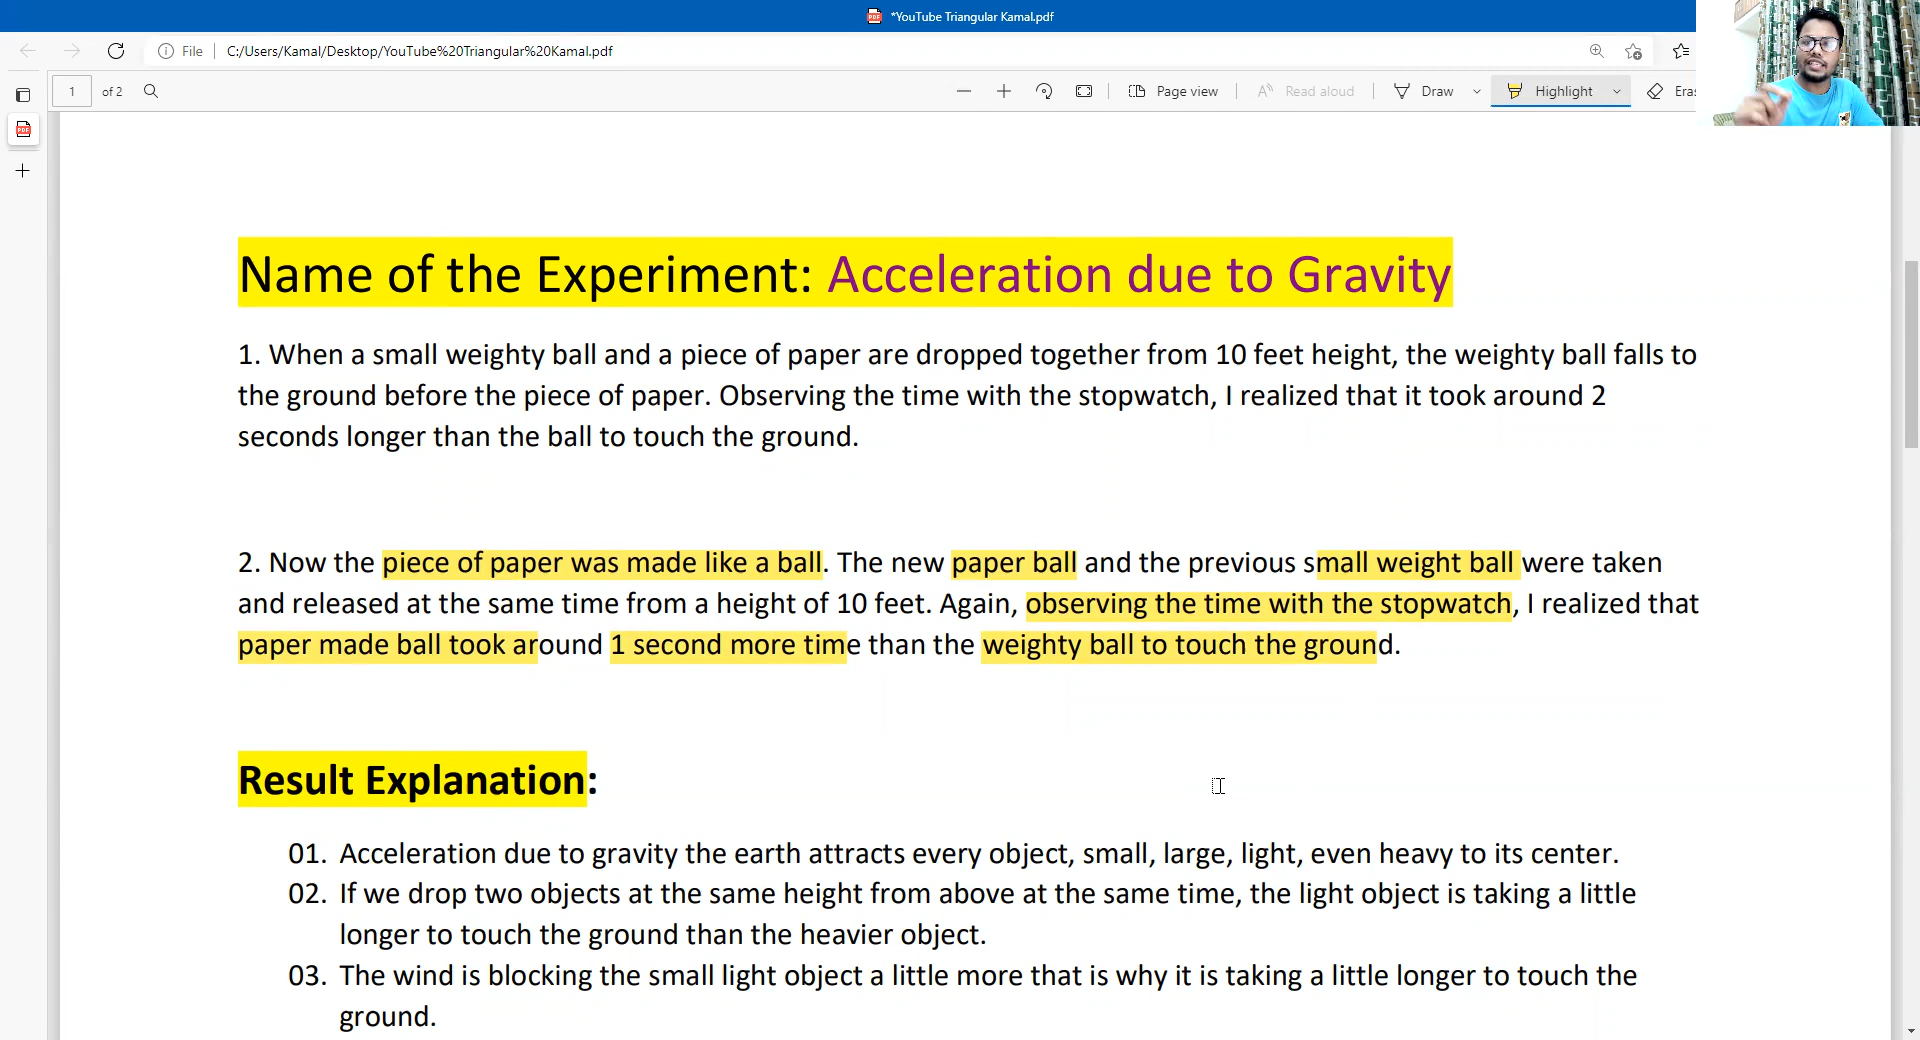 *YouTube Triangular Kamal.pdf
File C:/Users/Kamal/Desktop/YouTube%20Triangular%20Kamal.pdf
1 of 2 Page view Read aloud Draw Highlight Eras
Name of the Experiment: Acceleration due to Gravity
1. When a small weighty ball and a piece of paper are dropped together from 10 feet height, the weighty ball falls to
the ground before the piece of paper. Observing the time with the stopwatch, I realized that it took around 2
seconds longer than the ball to touch the ground.
2. Now the piece of paper was made like a ball. The new paper ball and the previous small weight ball were taken
and released at the same time from a height of 10 feet. Again, observing the time with the stopwatch, I realized that
paper made ball took around 1 second more time than the weighty ball to touch the ground.
Result Explanation:
01. Acceleration due to gravity the earth attracts every object, small, large, light, even heavy to its center.
02. If we drop two objects at the same height from above at the same time, the light object is taking a little
longer to touch the ground than the heavier object.
03. The wind is blocking the small light object a little more that is why it is taking a little longer to touch the
ground.